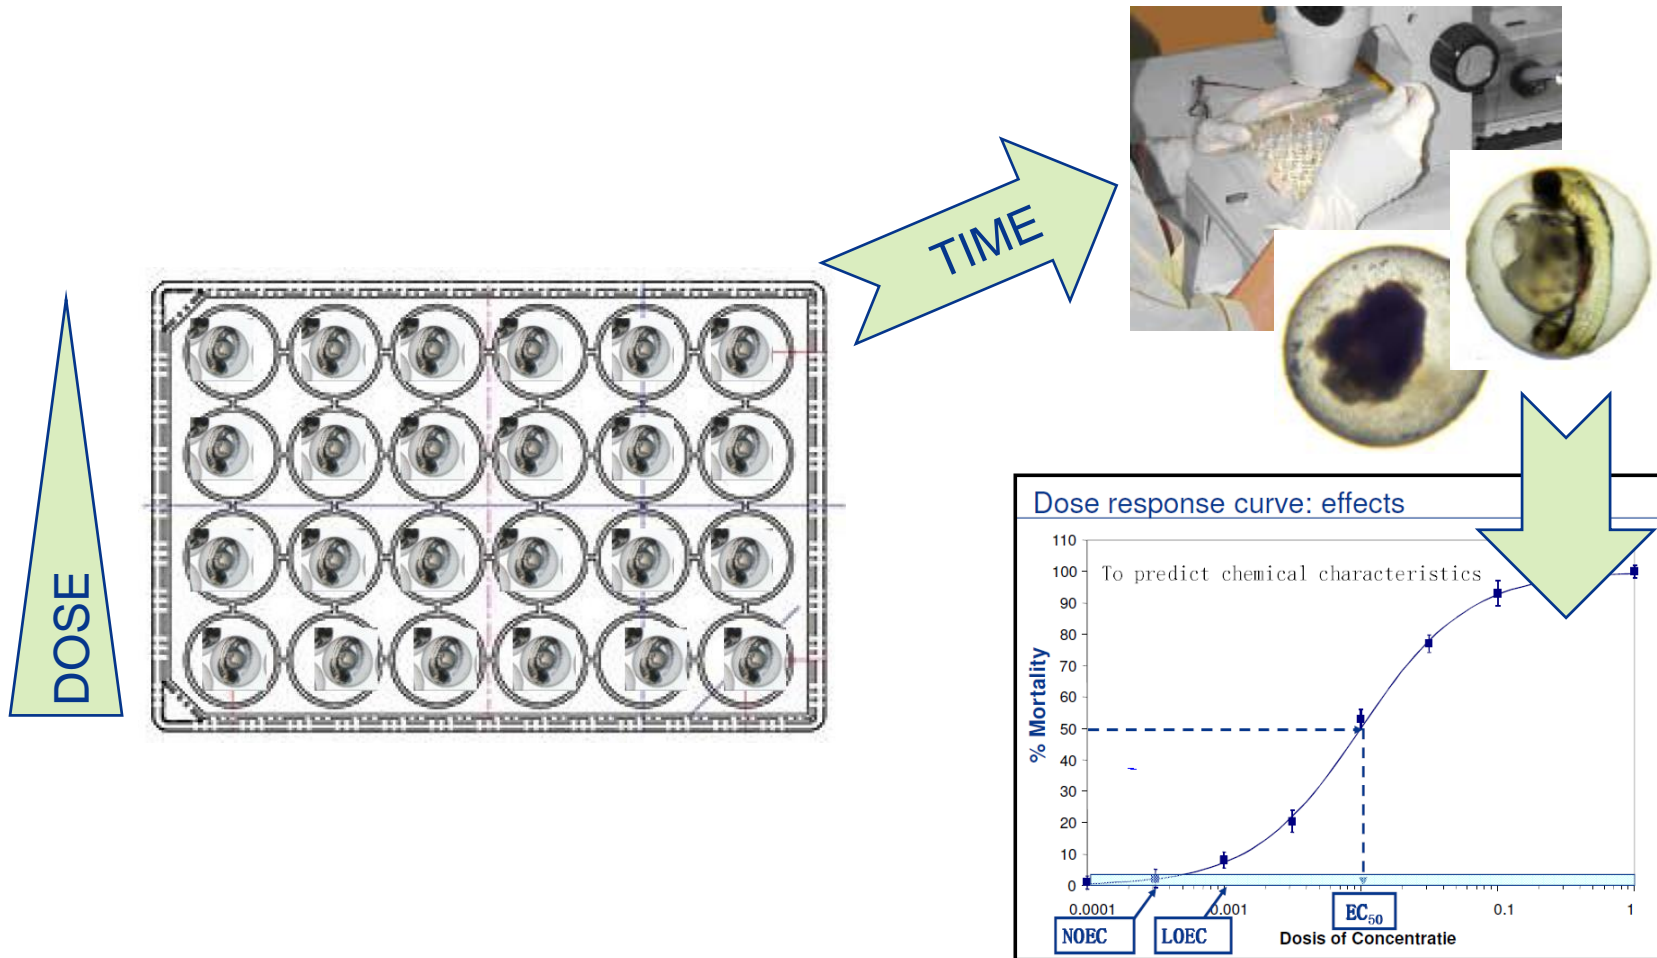 DOSE
TIME
Dose response curve: effects
To predict chemical characteristics
% Mortality
110
100
90
80
70
60
50
40
30
20
10
0
0.0001
0.001
0.1
1
NOEC
LOEC
EC₅₀
Dosis of Concentratie